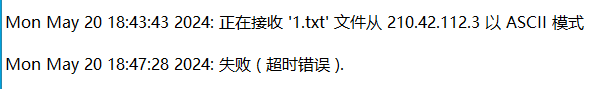 Mon May 20 18:43:43 2024: 正在接收 '1.txt' 文件从 210.42.112.3 以 ASCII 模式
Mon May 20 18:47:28 2024: 失败 ( 超时错误 ).